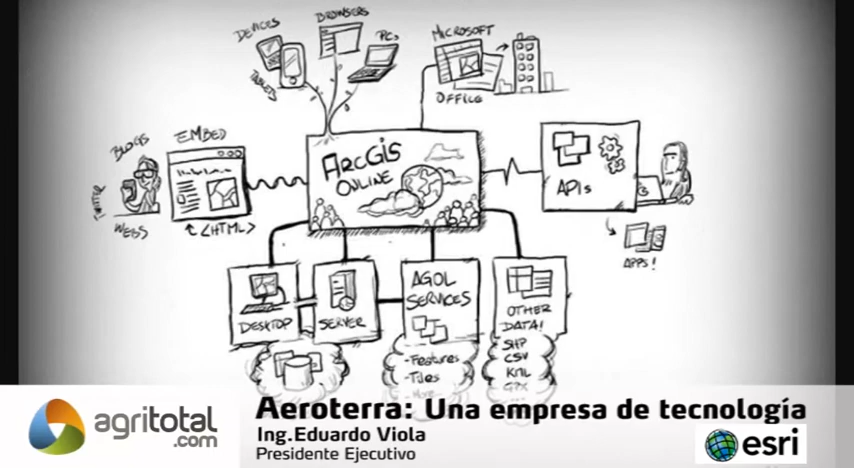 DEVICES
BROWSERS
PCs
TABLETS
MICROSOFT
OFFICE
BLOGS
EMBED
TWITTER
WEBS
<HTML>
ARCGIS
ONLINE
APIs
APPS!
DESKTOP
SERVER
AGOL
SERVICES
OTHER
DATA!
-Features
-Tiles
SHP
CSV
KML
GPX
agritotal
.com
Aeroterra: Una empresa de tecnología
Ing.Eduardo Viola
Presidente Ejecutivo
esri